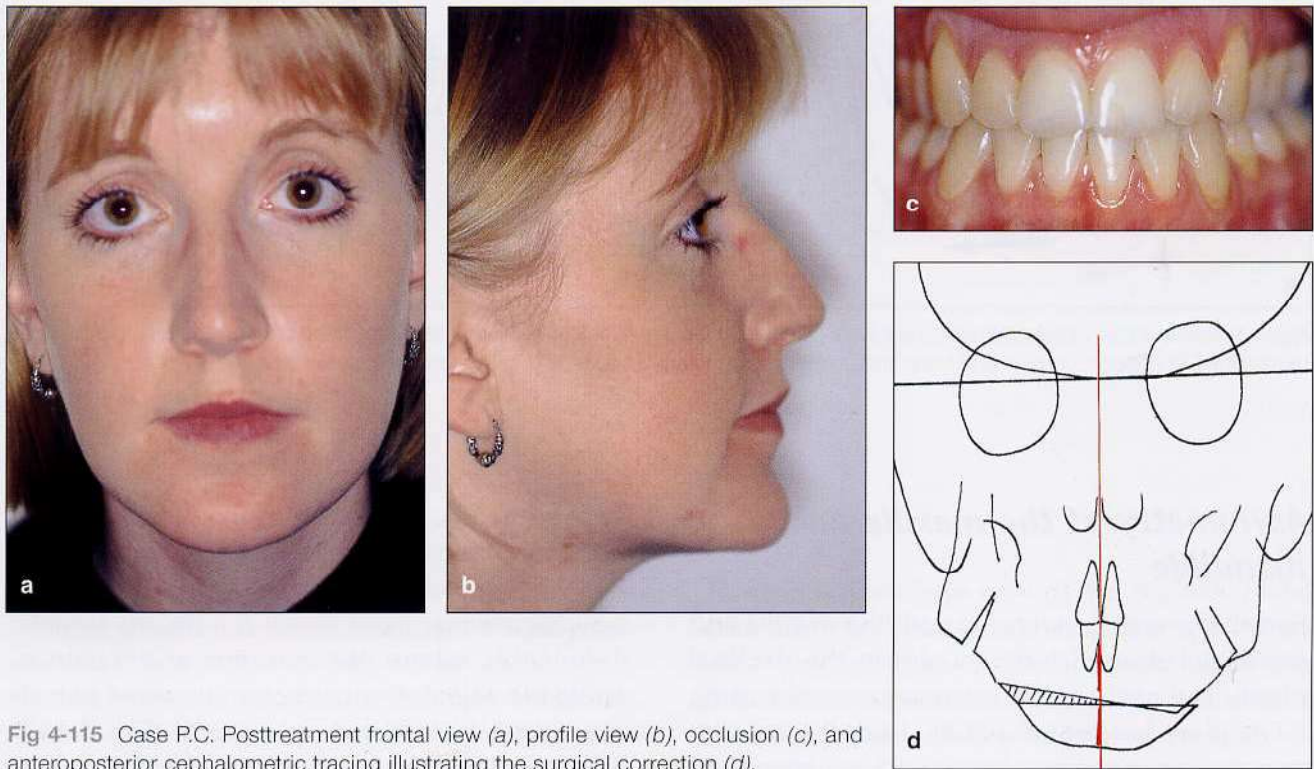 a
b
c
d
Fig 4-115 Case P.C. Posttreatment frontal view (a), profile view (b), occlusion (c), and
anteroposterior cephalometric tracing illustrating the surgical correction (d).